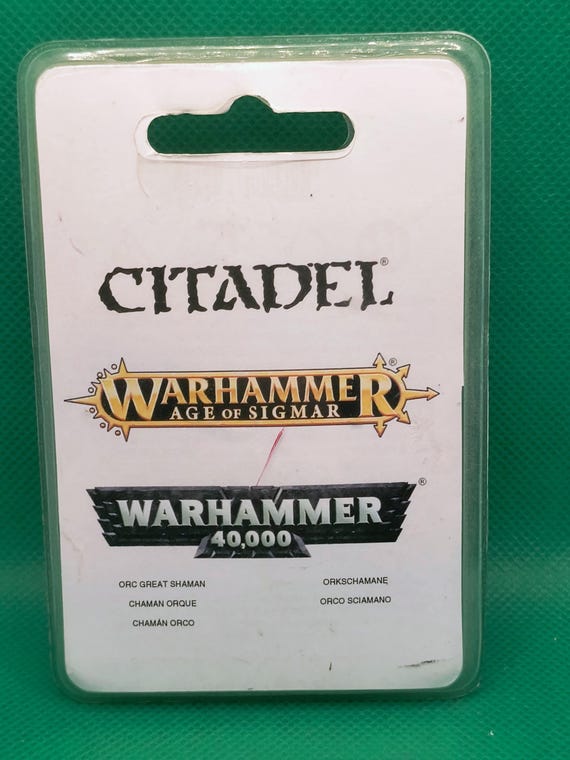 CITADEL®
WARHAMMER®
AGE OF SIGMAR
WARHAMMER®
40,000
ORC GREAT SHAMAN
CHAMAN ORQUE
CHAMÁN ORCO
ORKSCHAMANE
ORCO SCIAMANO